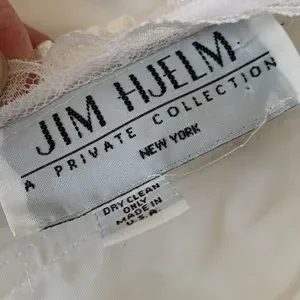 JIM HJELM
A PRIVATE COLLECTION
NEW YORK
DRY CLEAN
ONLY
MADE IN
U.S.A.